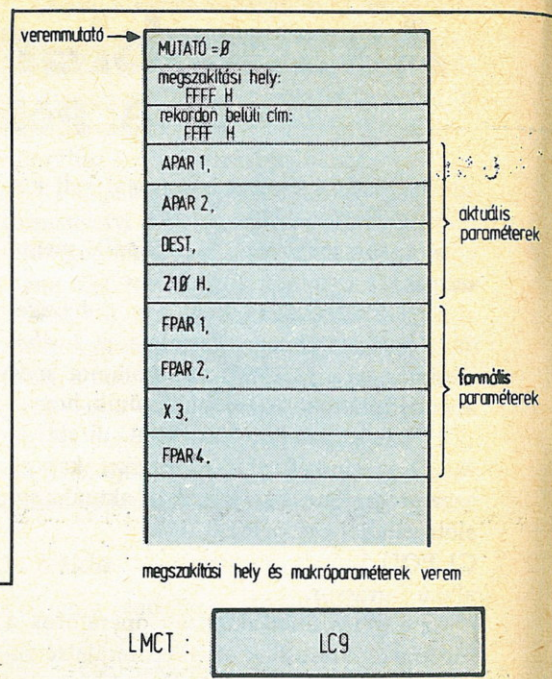 veremmutató
MUTATÓ = Ø
megszakítási hely:
FFFF H
rekordon belüli cím:
FFFF H
APAR 1,
APAR 2,
DEST,
21Ø H.
aktuális
paraméterek
FPAR 1,
FPAR 2,
X 3,
FPAR 4.
formális
paraméterek
megszakítási hely és makróparaméterek verem
LMCT :
LC9